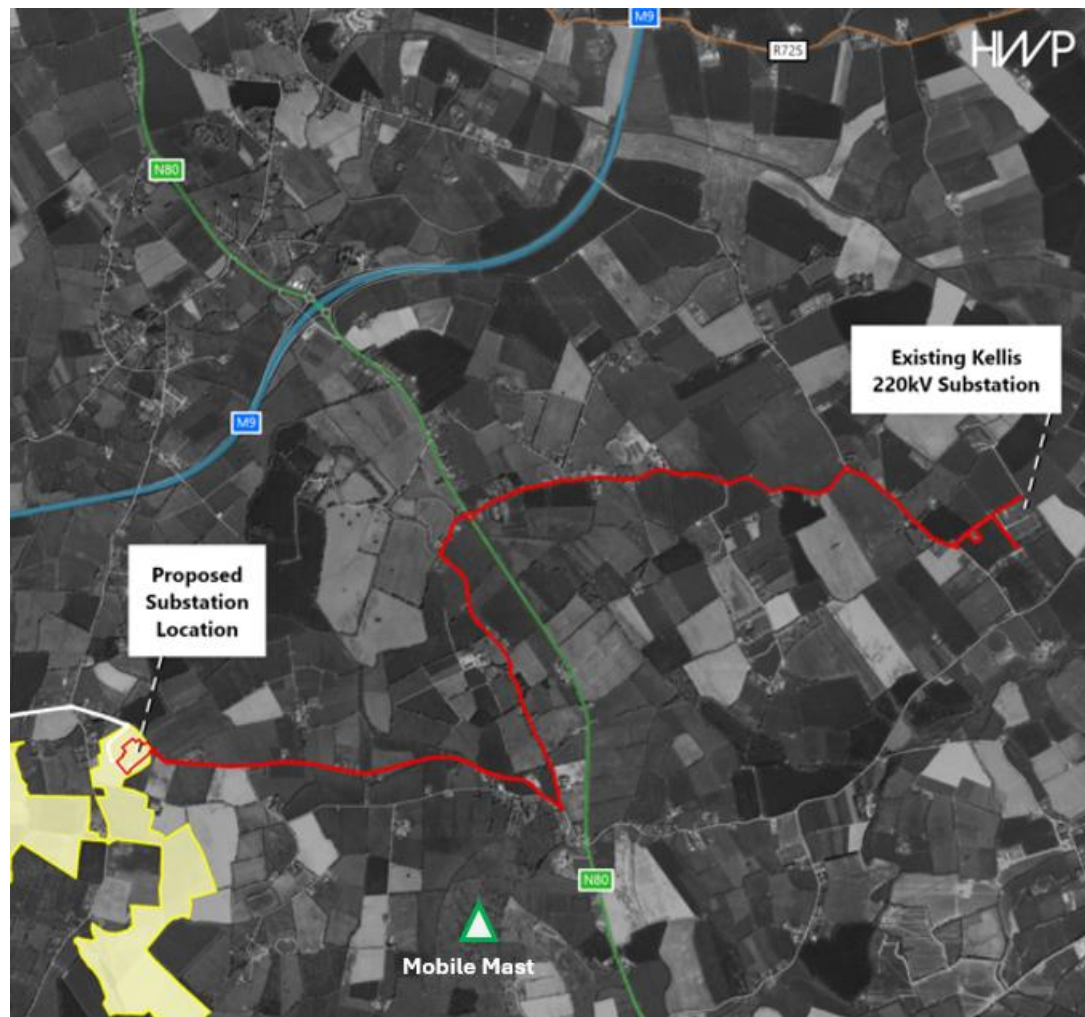 M9
R725
HWP
N80
Existing Kellis
220kV Substation
M9
Proposed
Substation
Location
N80
Mobile Mast